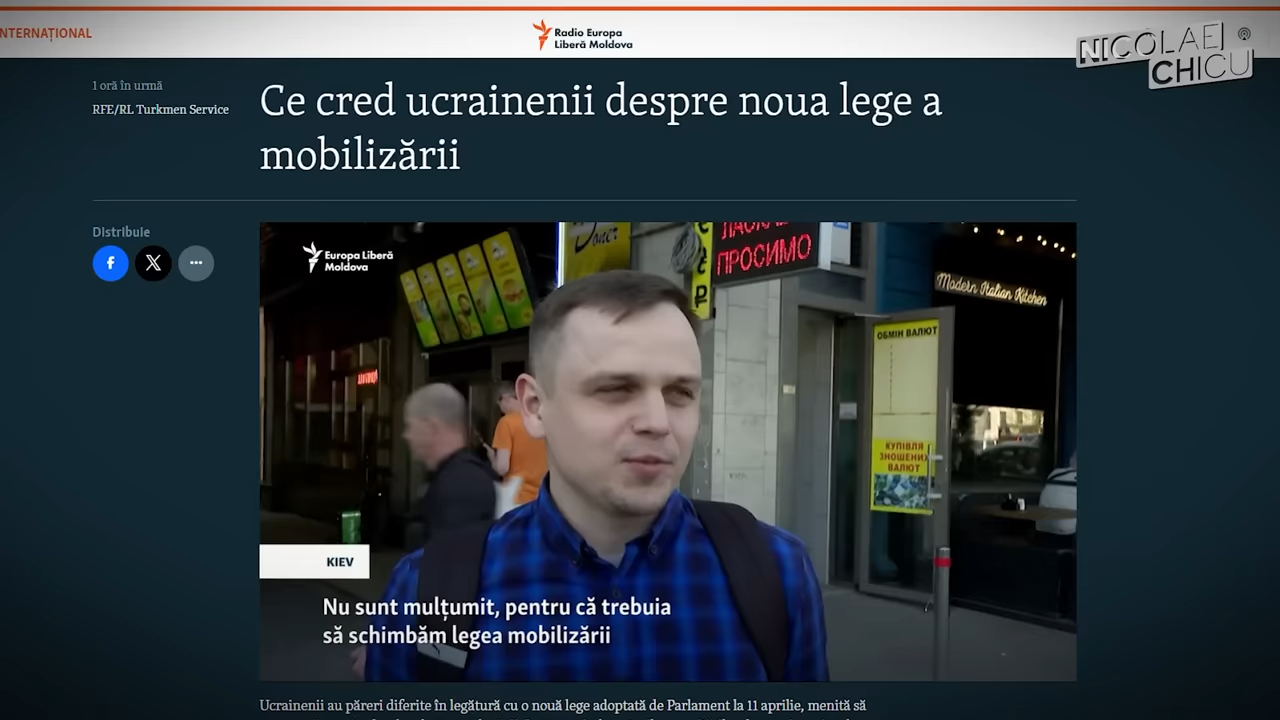 NTERNAȚIONAL
Radio Europa
Liberă Moldova
NICOLAE
CHICU
1 oră în urmă
RFE/RL Turkmen Service
Ce cred ucrainenii despre noua lege a
mobilizării
Distribuie
Europa Liberă
Moldova
Doner
ПРОСИМО
Modern Italian Kitchen
ОБМІН ВАЛЮТ
КУПІВЛЯ
ЗНОШЕНИХ
ВАЛЮТ
KIEV
Nu sunt mulțumit, pentru că trebuia
să schimbăm legea mobilizării
Ucrainenii au păreri diferite în legătură cu o nouă lege adoptată de Parlament la 11 aprilie, menită să